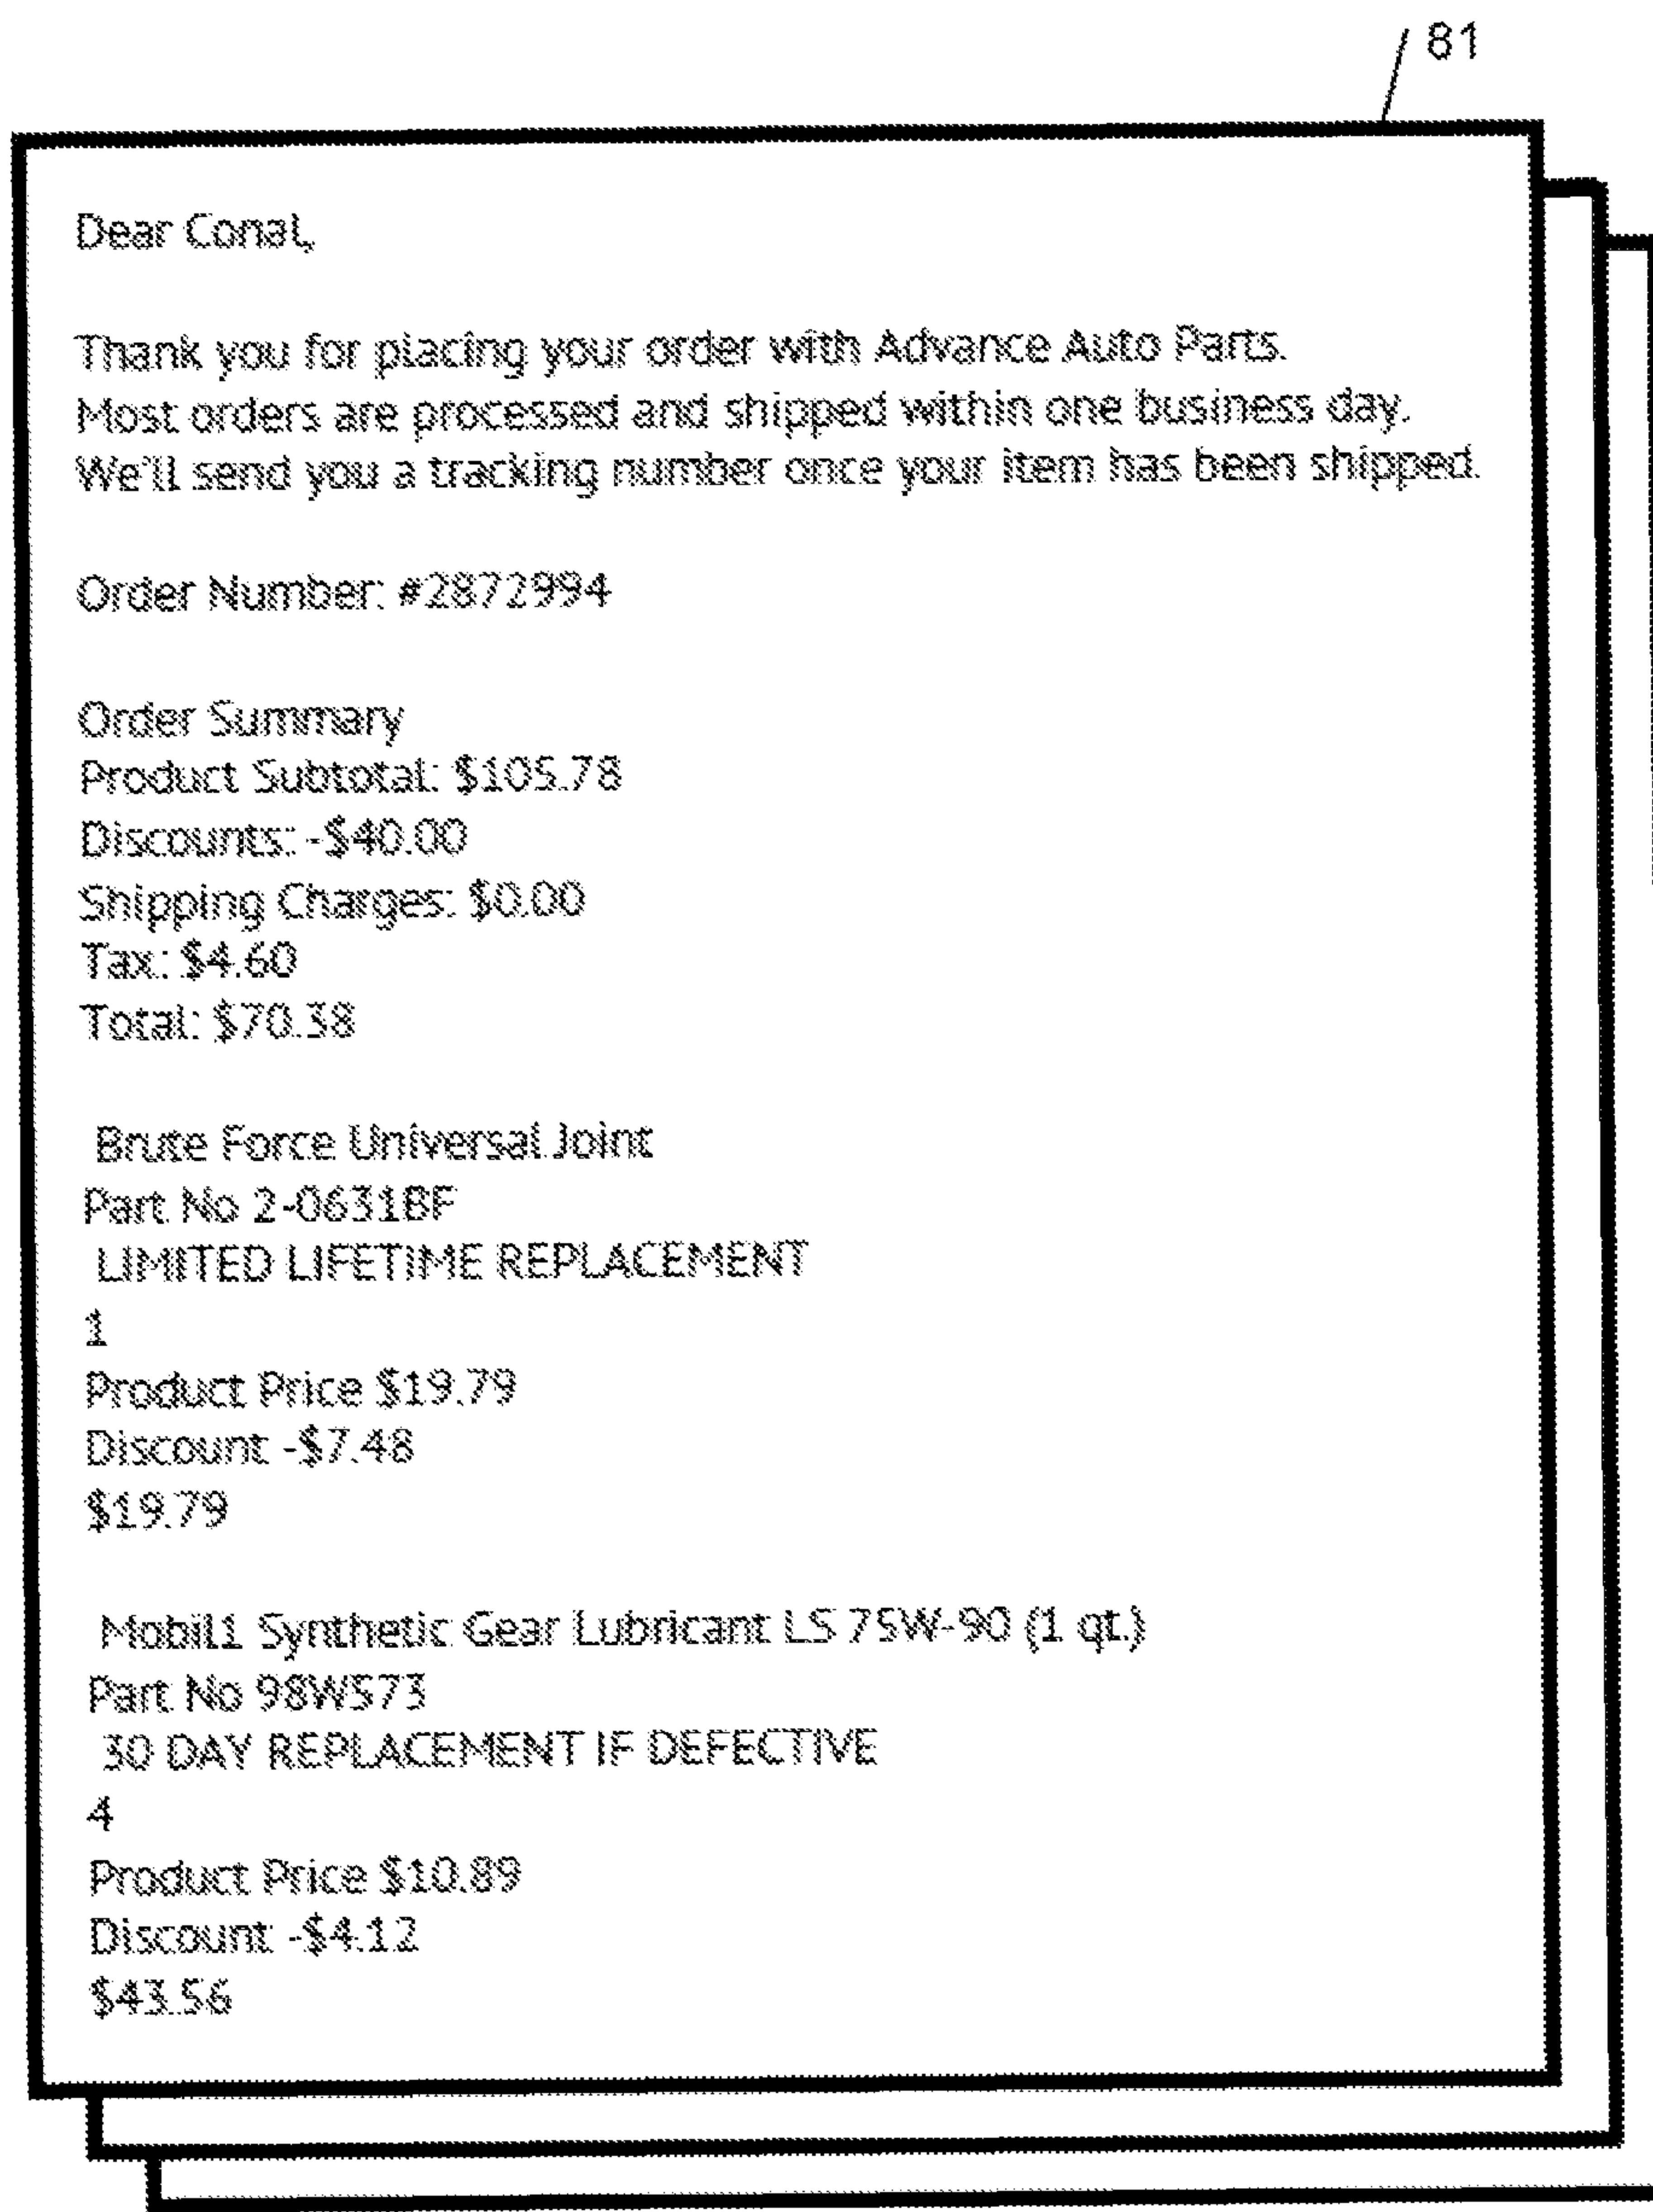 81
Dear Conal,
Thank you for placing your order with Advance Auto Parts.
Most orders are processed and shipped within one business day.
We'll send you a tracking number once your item has been shipped.
Order Number: #2872994
Order Summary
Product Subtotal: $105.78
Discounts: -$40.00
Shipping Charges: $0.00
Tax: $4.60
Total: $70.38
Brute Force Universal Joint
Part No 2-0631BF
LIMITED LIFETIME REPLACEMENT
1
Product Price $19.79
Discount -$7.48
$19.79
Mobil1 Synthetic Gear Lubricant LS 75W-90 (1 qt.)
Part No 98W573
30 DAY REPLACEMENT IF DEFECTIVE
4
Product Price $10.89
Discount -$4.12
$43.56